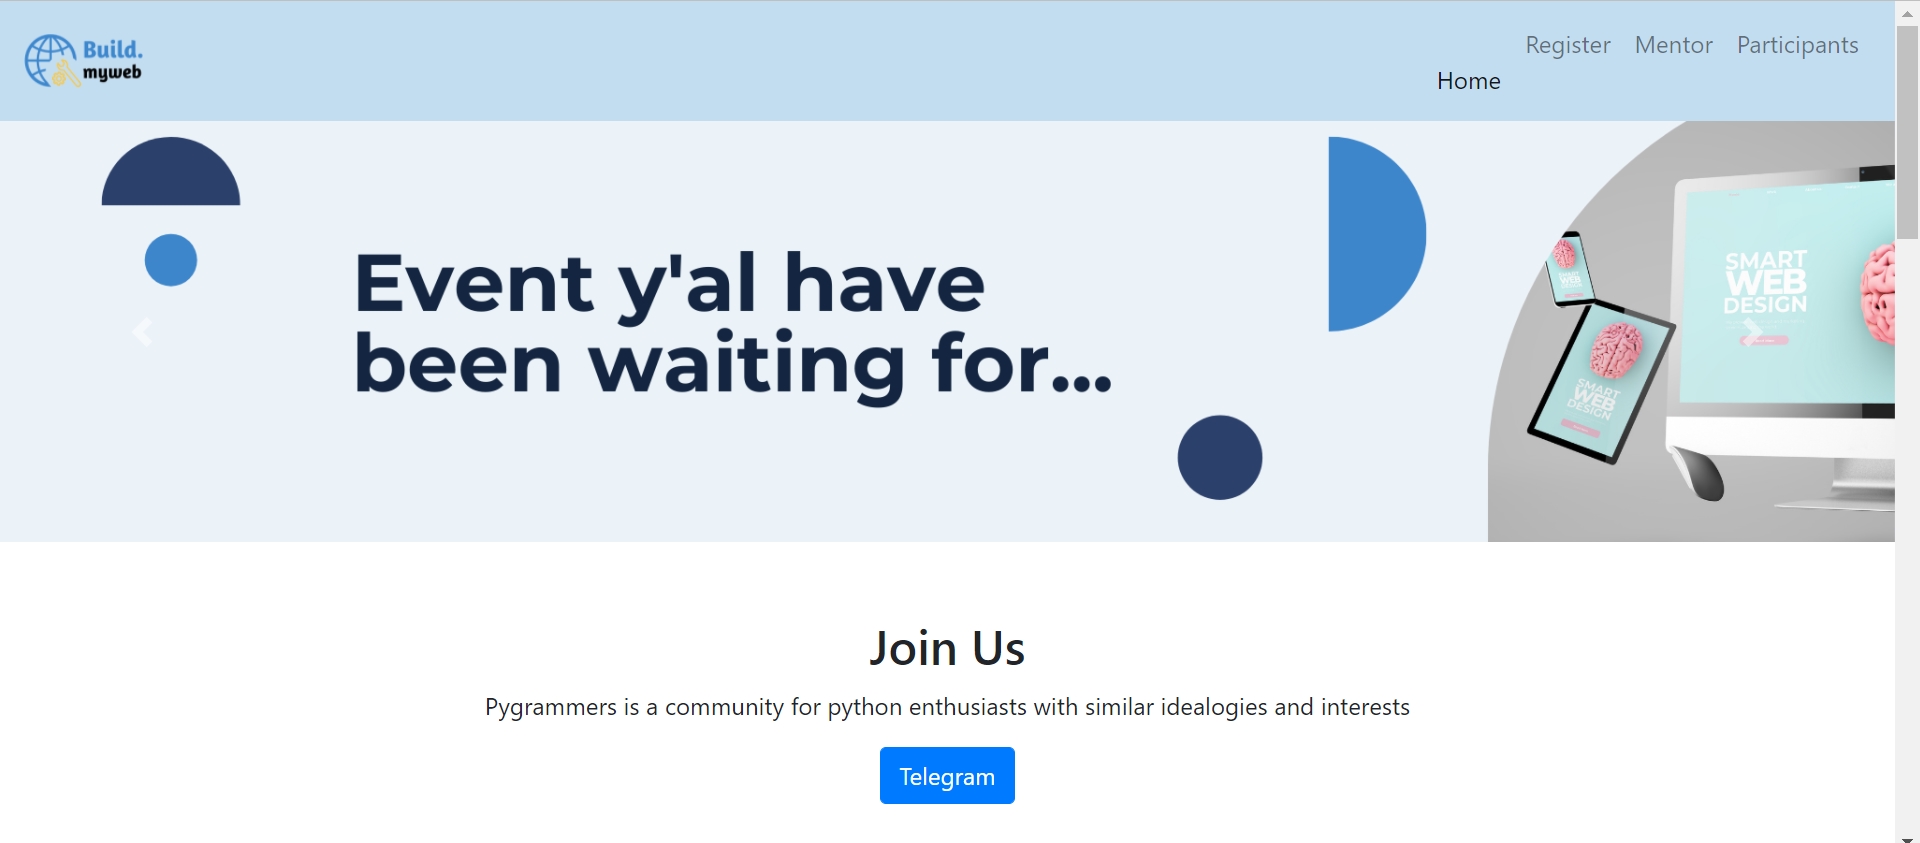 Build.
myweb
Register Mentor Participants
Home
Event y'al have
been waiting for...
SMART
WEB
DESIGN
SMART
WEB
DESIGN
Join Us
Pygrammers is a community for python enthusiasts with similar idealogies and interests
Telegram